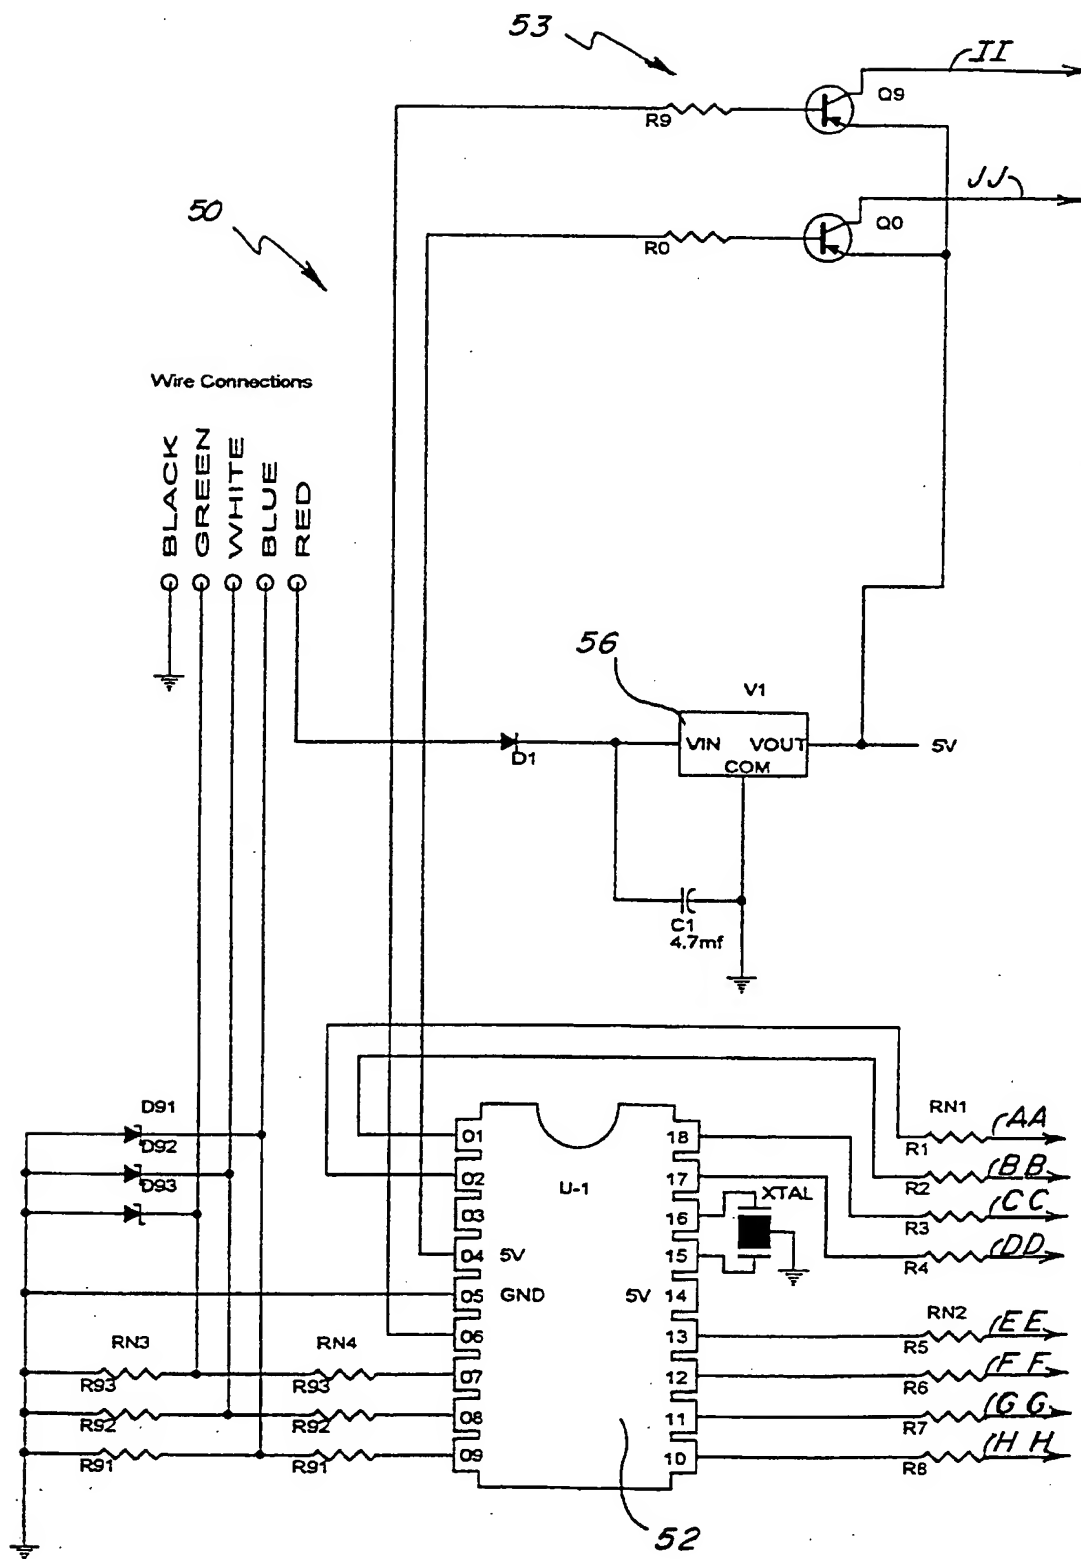 53
II
Q9
R9
JJ
50
Q0
R0
Wire Connections
BLACK
GREEN
WHITE
BLUE
RED
56
V1
VIN
VOUT
5V
D1
COM
C1
4.7mf
D91
RN1
AA
01
18
R1
D92
BB
02
17
R2
U-1
D93
XTAL
CC
03
16
R3
DD
04
5V
15
R4
05
GND
5V
14
RN2
EE
06
13
R5
RN3
RN4
FF
07
12
R93
R93
R6
GG
08
11
R92
R92
R7
HH
09
10
R91
R91
R8
52